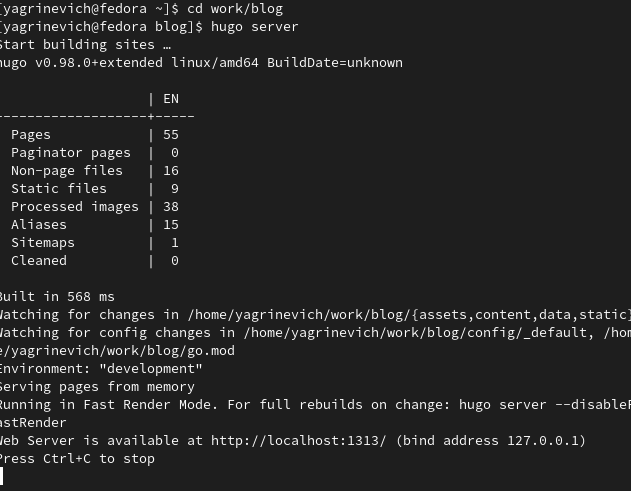 [yagrinevich@fedora ~]$ cd work/blog
[yagrinevich@fedora blog]$ hugo server
Start building sites …
hugo v0.98.0+extended linux/amd64 BuildDate=unknown
                   | EN
-------------------+-----
  Pages            | 55
  Paginator pages  |  0
  Non-page files   | 16
  Static files     |  9
  Processed images | 38
  Aliases          | 15
  Sitemaps         |  1
  Cleaned          |  0
Built in 568 ms
Watching for changes in /home/yagrinevich/work/blog/{assets,content,data,static}
Watching for config changes in /home/yagrinevich/work/blog/config/_default, /hom
e/yagrinevich/work/blog/go.mod
Environment: "development"
Serving pages from memory
Running in Fast Render Mode. For full rebuilds on change: hugo server --disableF
astRender
Web Server is available at http://localhost:1313/ (bind address 127.0.0.1)
Press Ctrl+C to stop